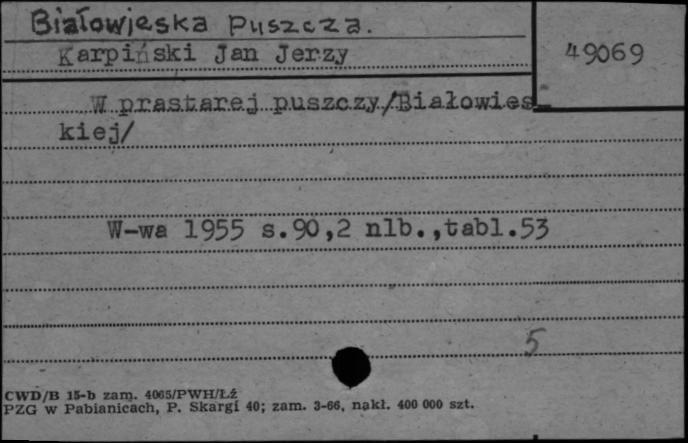 Białowieska Puszcza.
Karpiński Jan Jerzy
49069
W prastarej puszczy/Białowies-
kiej/
W-wa 1955 s.90,2 nlb.,tabl.53
5
CWD/B 15-b zam. 4065/PWH/Łź
PZG w Pabianicach, P. Skargi 40; zam. 3-66, nakł. 400 000 szt.